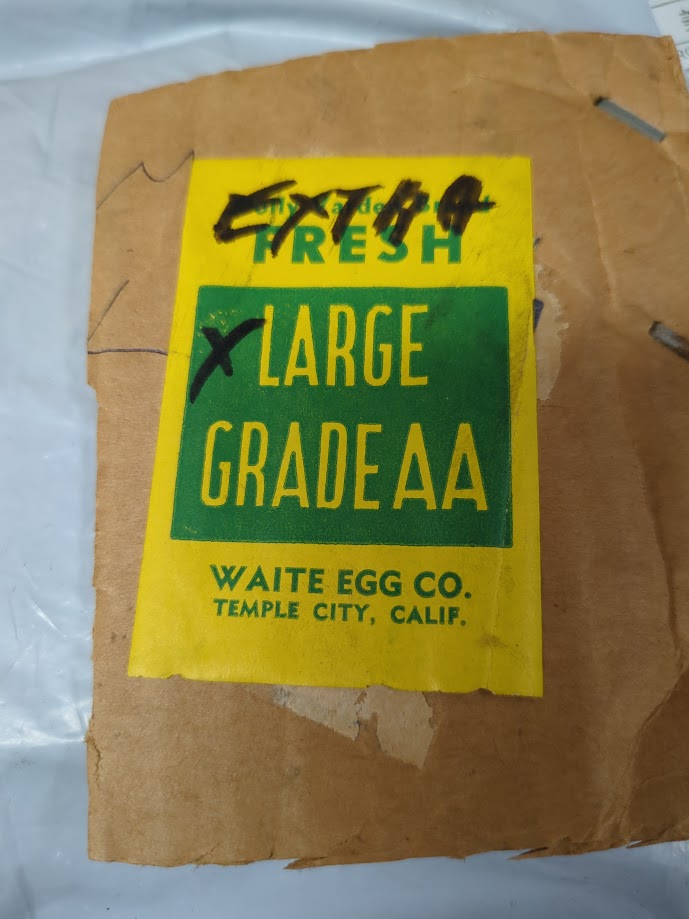 EXTRA
FRESH
X LARGE
GRADE AA
WAITE EGG CO.
TEMPLE CITY, CALIF.